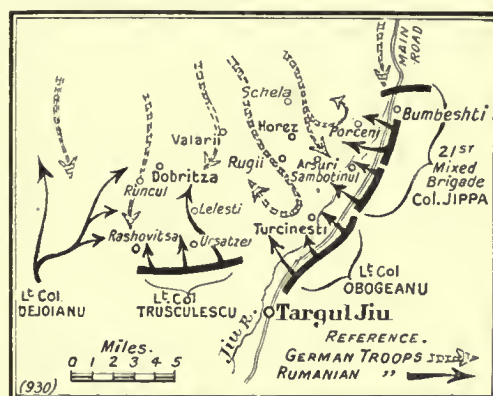 MAIN
ROAD
Schela
Bumbeshti
Porceni
Horez
Valarii
21ST
Mixed
Brigade
Col. JIPPA
Arsuri
Sambotinul
Rugii
Dobritza
Runcul
Lelesti
Turcinesti
Rashovitsa
Ursatzei
Lt Col.
DEJOIANU
Lt Col
TRUSCULESCU
Lt Col
OBOGEANU
Targul Jiu
Jiu R.
Miles.
0 1 2 3 4 5
REFERENCE.
GERMAN TROOPS
RUMANIAN "
(930)